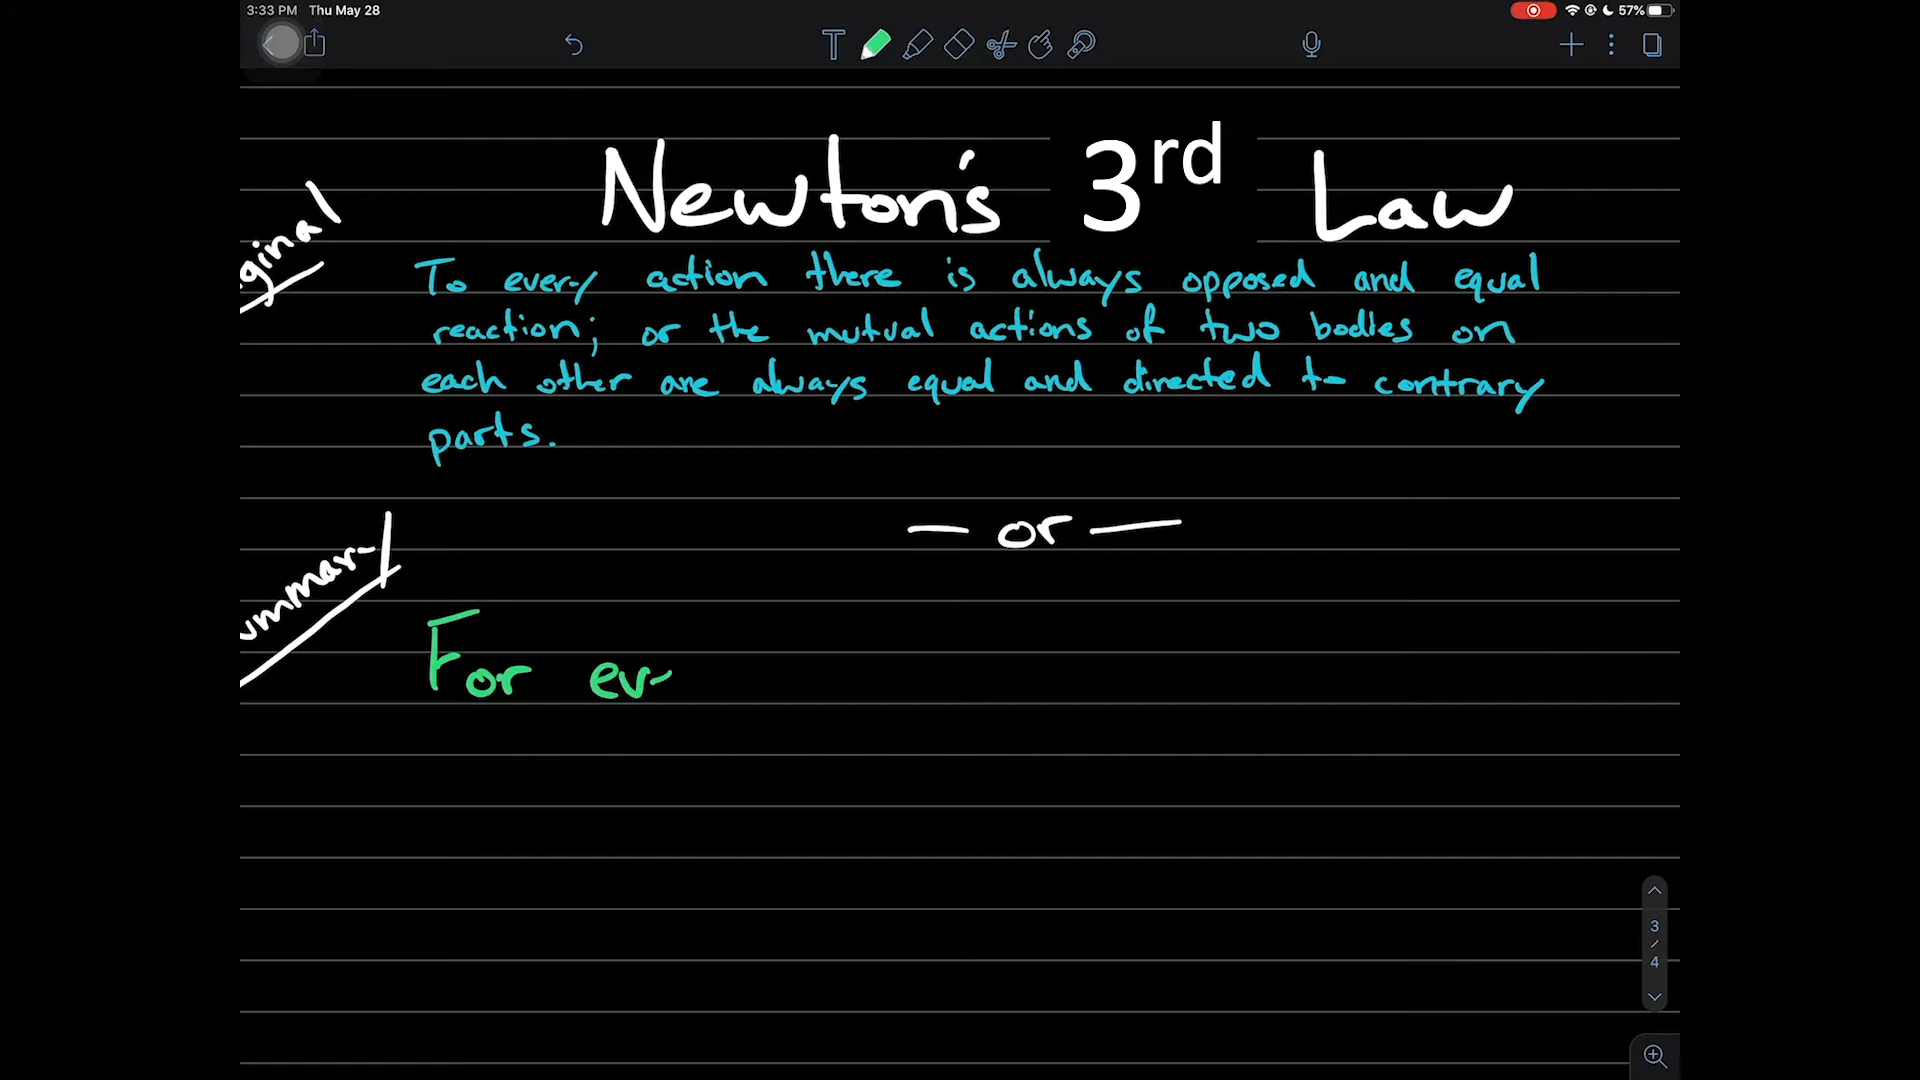 3:33 PM Thu May 28
57%
Newton's 3rd Law
ginal
To every action there is always opposed and equal
reaction; or the mutual actions of two bodies on
each other are always equal and directed to contrary
parts.
— or —
ummary
For ev
3
/
4